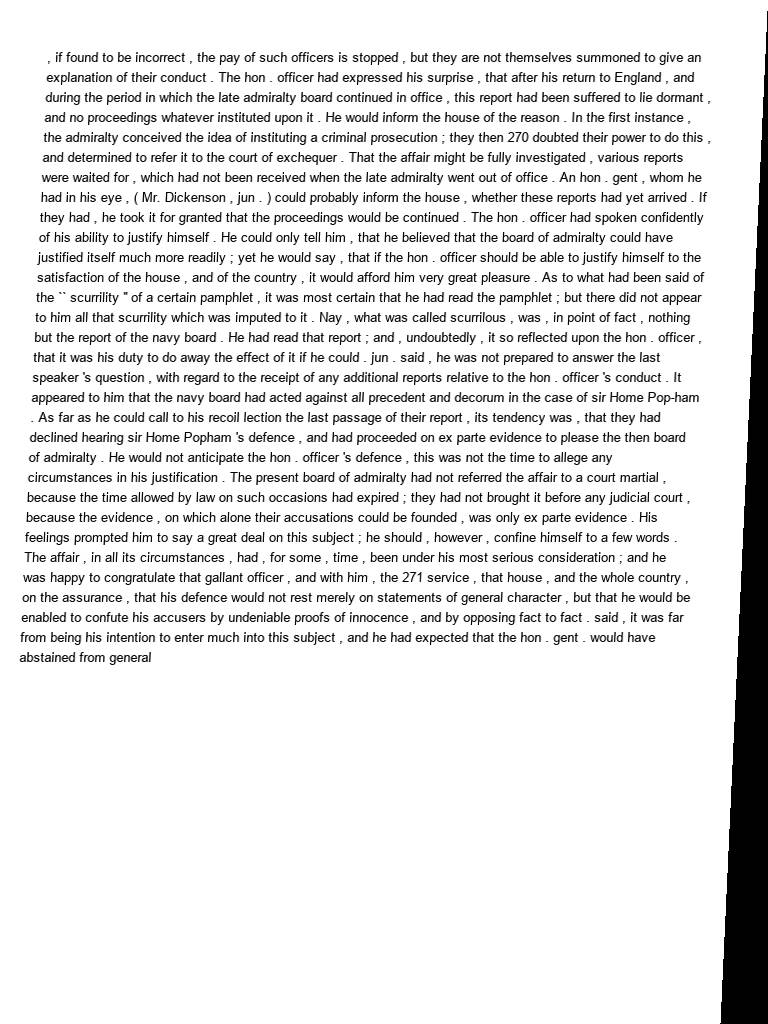 , if found to be incorrect , the pay of such officers is stopped , but they are not themselves summoned to give an
explanation of their conduct . The hon . officer had expressed his surprise , that after his return to England , and
during the period in which the late admiralty board continued in office , this report had been suffered to lie dormant ,
and no proceedings whatever instituted upon it . He would inform the house of the reason . In the first instance ,
the admiralty conceived the idea of instituting a criminal prosecution ; they then 270 doubted their power to do this ,
and determined to refer it to the court of exchequer . That the affair might be fully investigated , various reports
were waited for , which had not been received when the late admiralty went out of office . An hon . gent , whom he
had in his eye , ( Mr. Dickenson , jun . ) could probably inform the house , whether these reports had yet arrived . If
they had , he took it for granted that the proceedings would be continued . The hon . officer had spoken confidently
of his ability to justify himself . He could only tell him , that he believed that the board of admiralty could have
justified itself much more readily ; yet he would say , that if the hon . officer should be able to justify himself to the
satisfaction of the house , and of the country , it would afford him very great pleasure . As to what had been said of
the `` scurrility '' of a certain pamphlet , it was most certain that he had read the pamphlet ; but there did not appear
to him all that scurrility which was imputed to it . Nay , what was called scurrilous , was , in point of fact , nothing
but the report of the navy board . He had read that report ; and , undoubtedly , it so reflected upon the hon . officer ,
that it was his duty to do away the effect of it if he could . jun . said , he was not prepared to answer the last
speaker 's question , with regard to the receipt of any additional reports relative to the hon . officer 's conduct . It
appeared to him that the navy board had acted against all precedent and decorum in the case of sir Home Pop-ham
. As far as he could call to his recoil lection the last passage of their report , its tendency was , that they had
declined hearing sir Home Popham 's defence , and had proceeded on ex parte evidence to please the then board
of admiralty . He would not anticipate the hon . officer 's defence , this was not the time to allege any
circumstances in his justification . The present board of admiralty had not referred the affair to a court martial ,
because the time allowed by law on such occasions had expired ; they had not brought it before any judicial court ,
because the evidence , on which alone their accusations could be founded , was only ex parte evidence . His
feelings prompted him to say a great deal on this subject ; he should , however , confine himself to a few words .
The affair , in all its circumstances , had , for some , time , been under his most serious consideration ; and he
was happy to congratulate that gallant officer , and with him , the 271 service , that house , and the whole country ,
on the assurance , that his defence would not rest merely on statements of general character , but that he would be
enabled to confute his accusers by undeniable proofs of innocence , and by opposing fact to fact . said , it was far
from being his intention to enter much into this subject , and he had expected that the hon . gent . would have
abstained from general